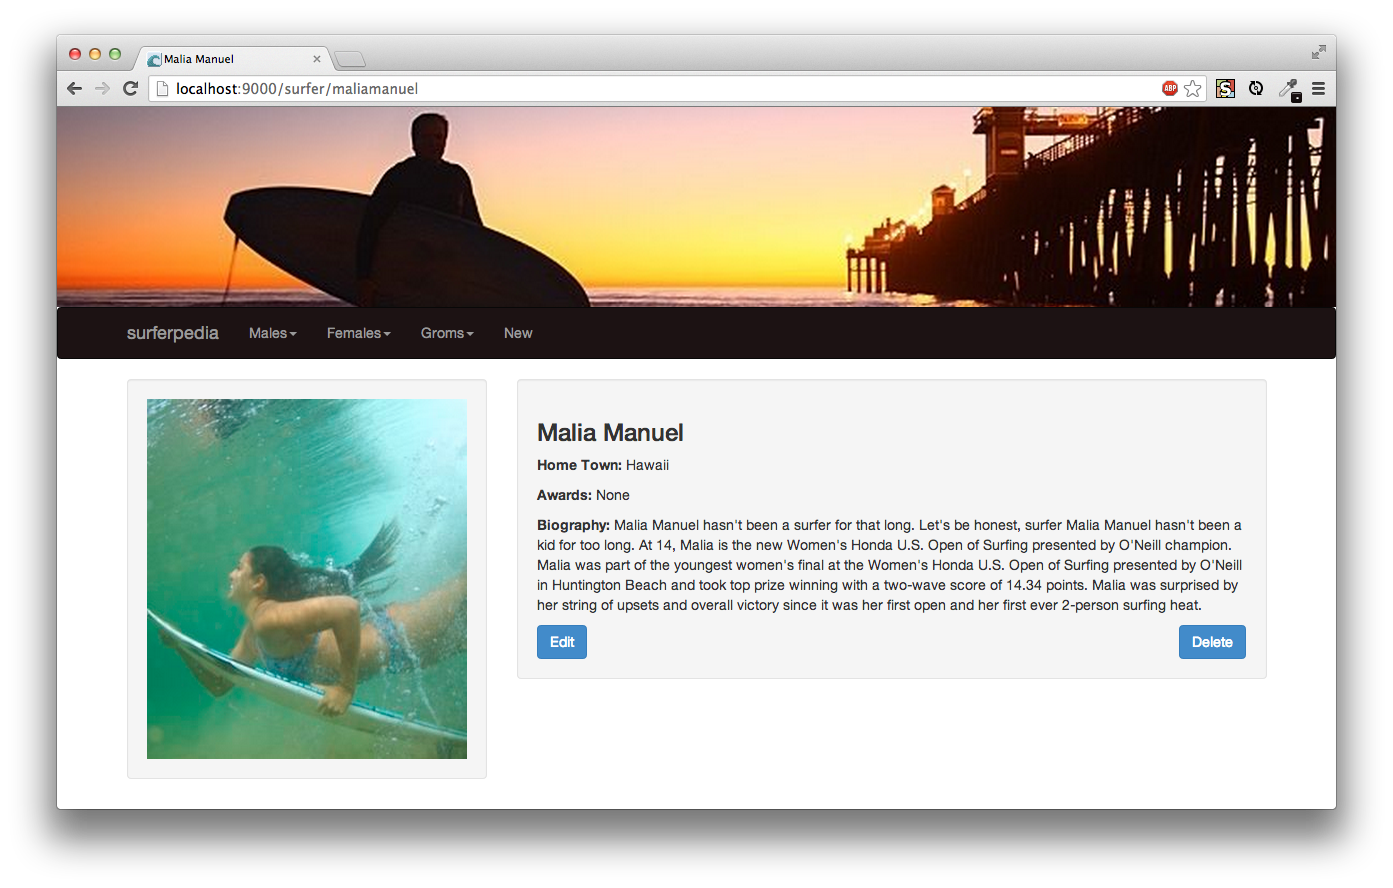 Malia Manuel
localhost:9000/surfer/maliamanuel
ABP
S
surferpedia Males Females Groms New
Malia Manuel
Home Town: Hawaii
Awards: None
Biography: Malia Manuel hasn't been a surfer for that long. Let's be honest, surfer Malia Manuel hasn't been a
kid for too long. At 14, Malia is the new Women's Honda U.S. Open of Surfing presented by O'Neill champion.
Malia was part of the youngest women's final at the Women's Honda U.S. Open of Surfing presented by O'Neill
in Huntington Beach and took top prize winning with a two-wave score of 14.34 points. Malia was surprised by
her string of upsets and overall victory since it was her first open and her first ever 2-person surfing heat.
Edit Delete